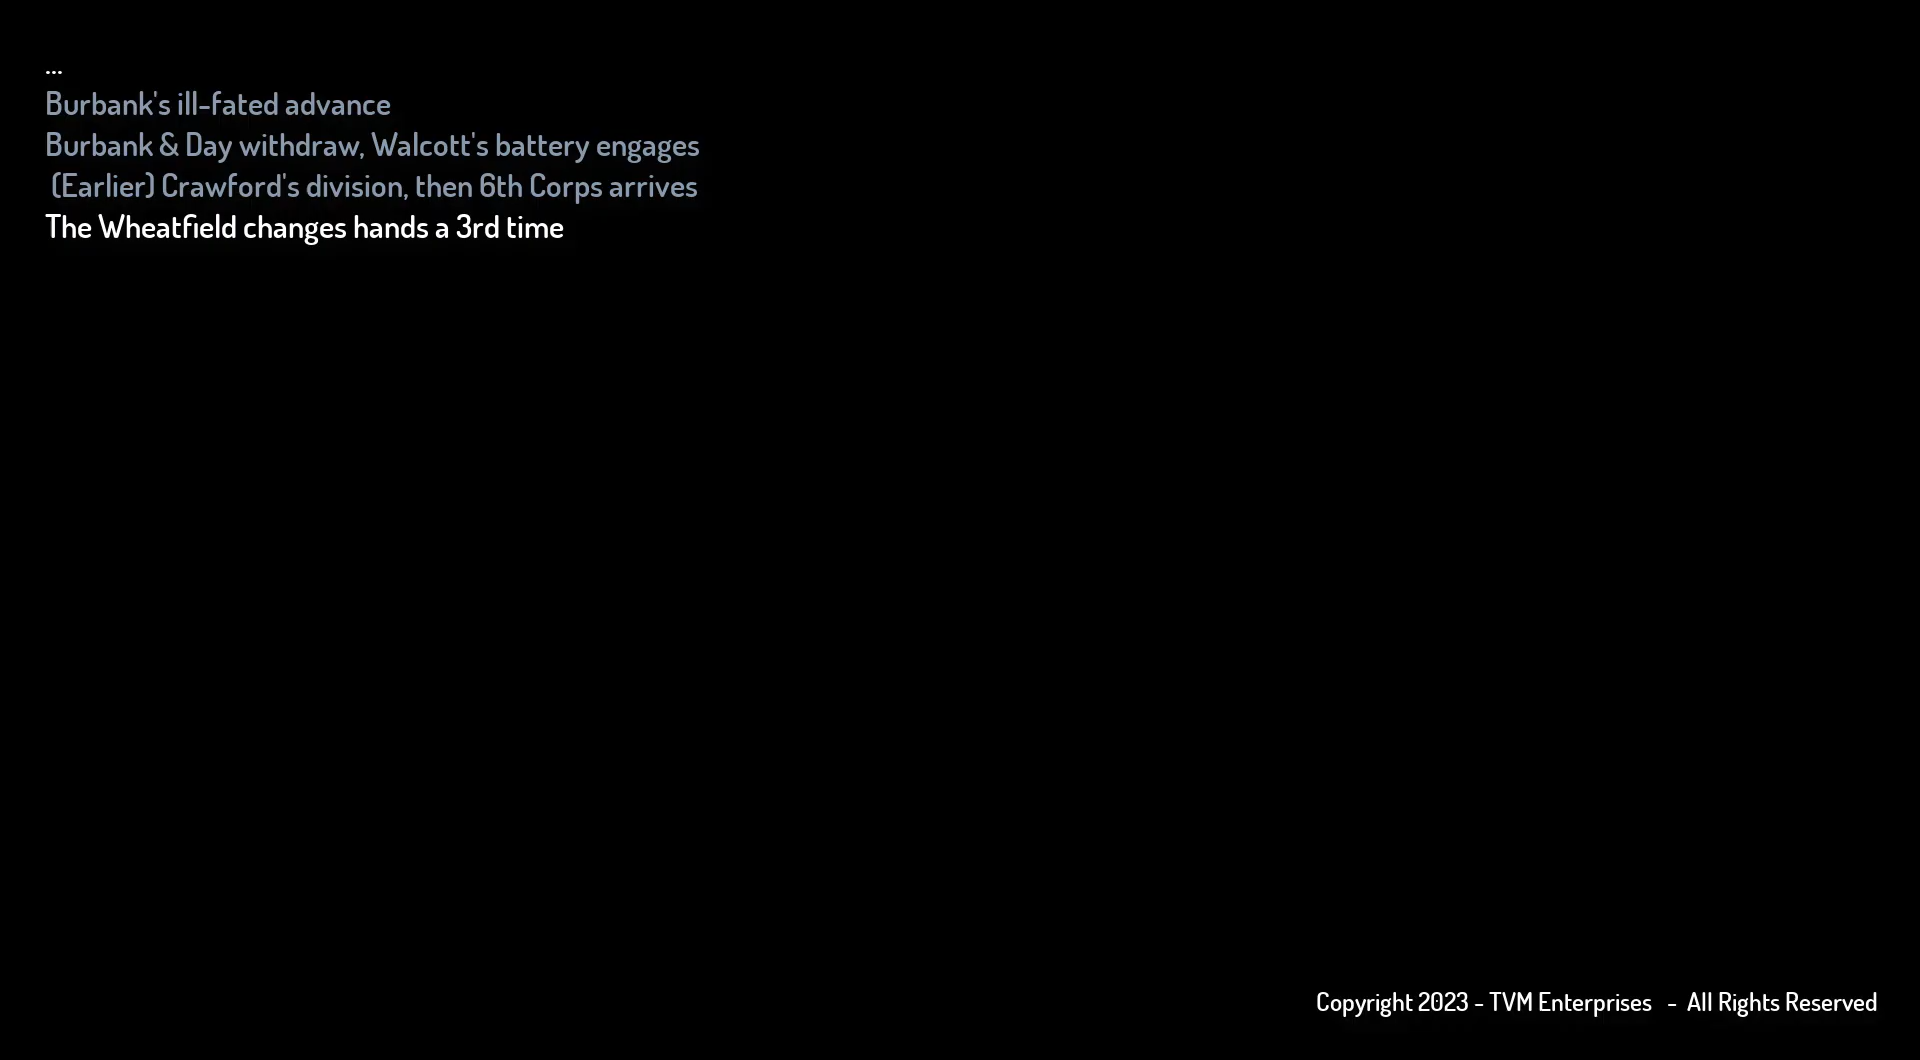 ...
Burbank's ill-fated advance
Burbank & Day withdraw, Walcott's battery engages
(Earlier) Crawford's division, then 6th Corps arrives
The Wheatfield changes hands a 3rd time
Copyright 2023 - TVM Enterprises - All Rights Reserved